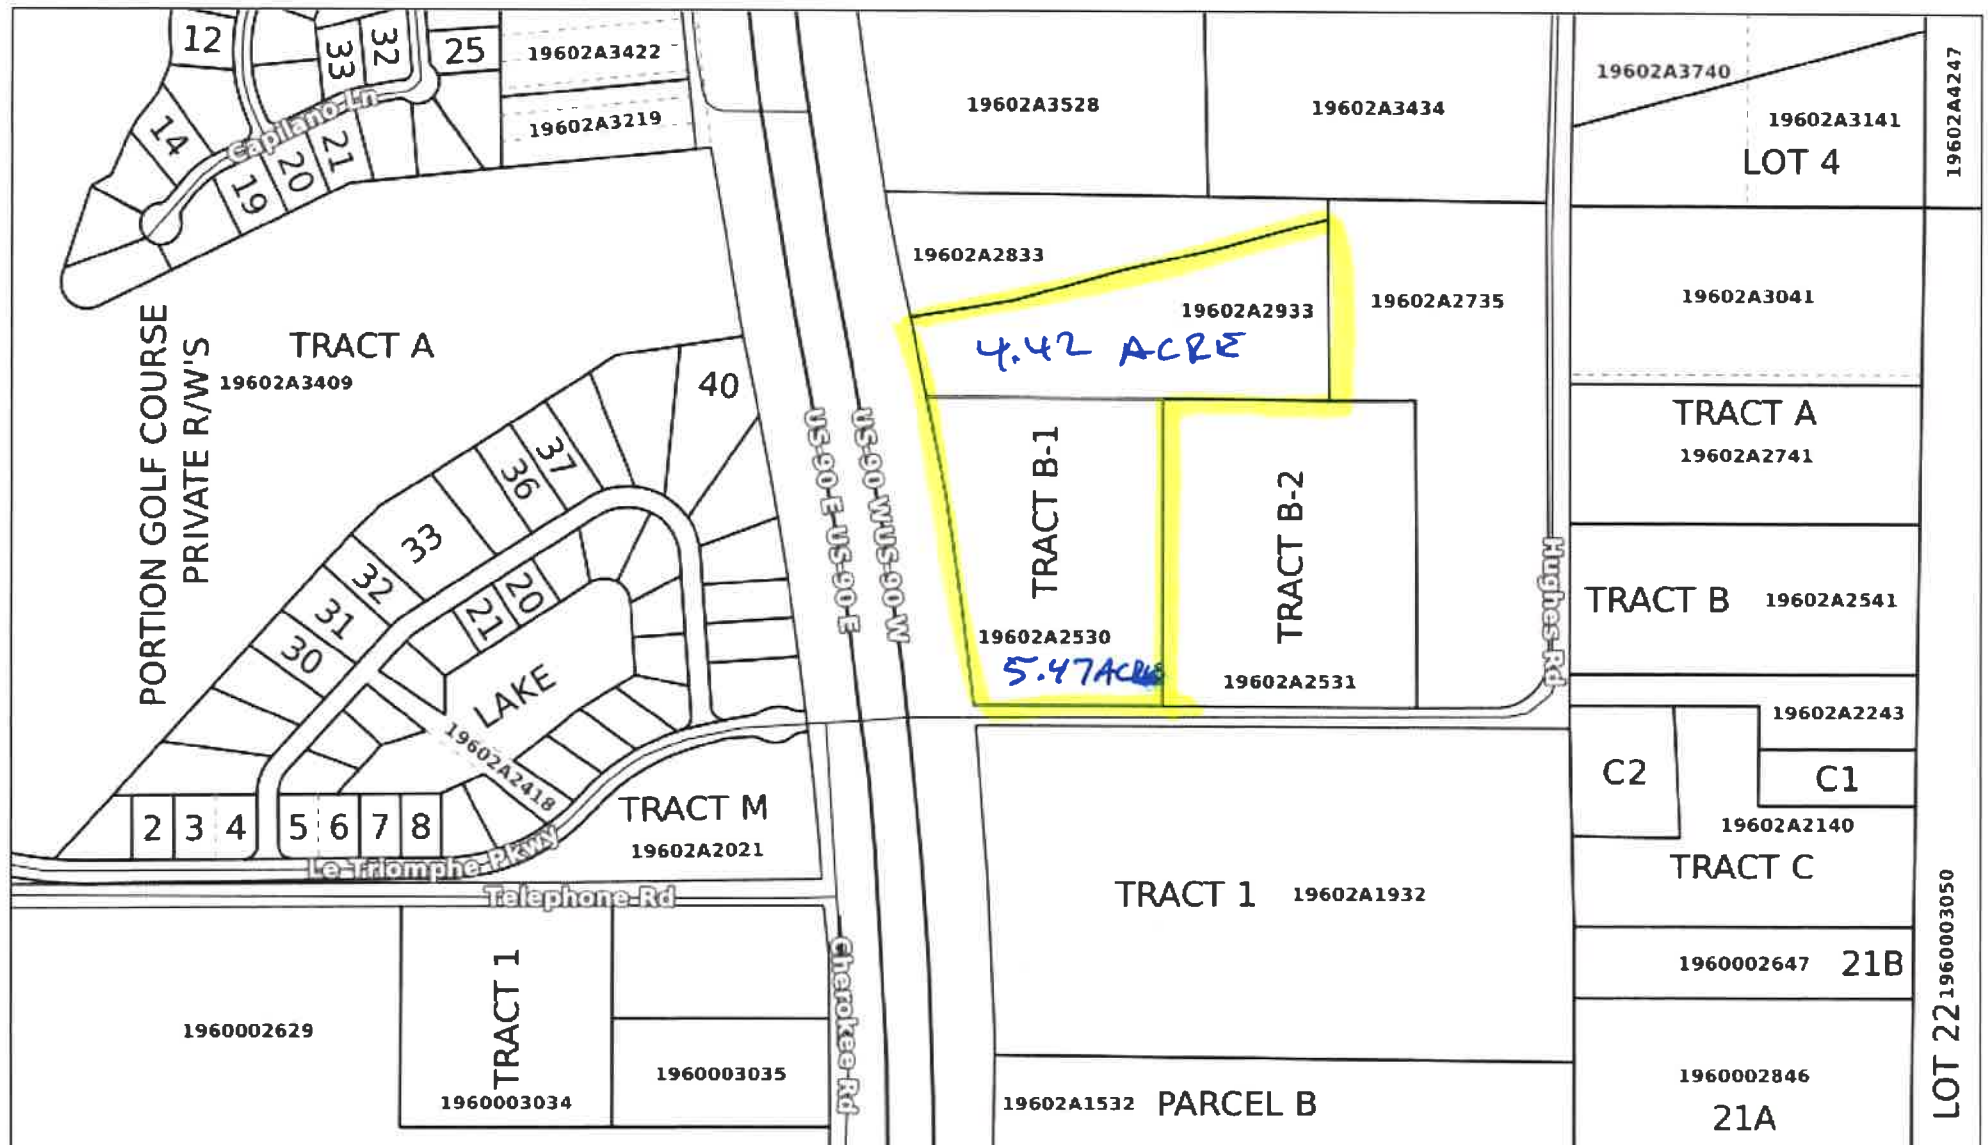 12
33
32
25
19602A3422
19602A3219
14
Capilano Ln
19
20
21
19602A3528
19602A3434
19602A3740
19602A3141
LOT 4
19602A4247
19602A2833
19602A2933
4.42 ACRE
19602A2735
19602A3041
PORTION GOLF COURSE
PRIVATE R/W'S
TRACT A
19602A3409
40
37
36
33
32
31
30
20
21
LAKE
19602A2418
US-90-E-US-90-E
US-90-WUS-90-W
TRACT B-1
19602A2530
5.47 ACRE
TRACT B-2
19602A2531
Hughes-Rd
TRACT A
19602A2741
TRACT B
19602A2541
19602A2243
C2
C1
19602A2140
TRACT C
2
3
4
5
6
7
8
TRACT M
19602A2021
Le-Triomphe-Pkwy
Telephone-Rd
TRACT 1
19602A1932
1960002647
21B
1960002629
TRACT 1
1960003034
1960003035
Cherokee-Rd
19602A1532
PARCEL B
1960002846
21A
LOT 22
1960003050